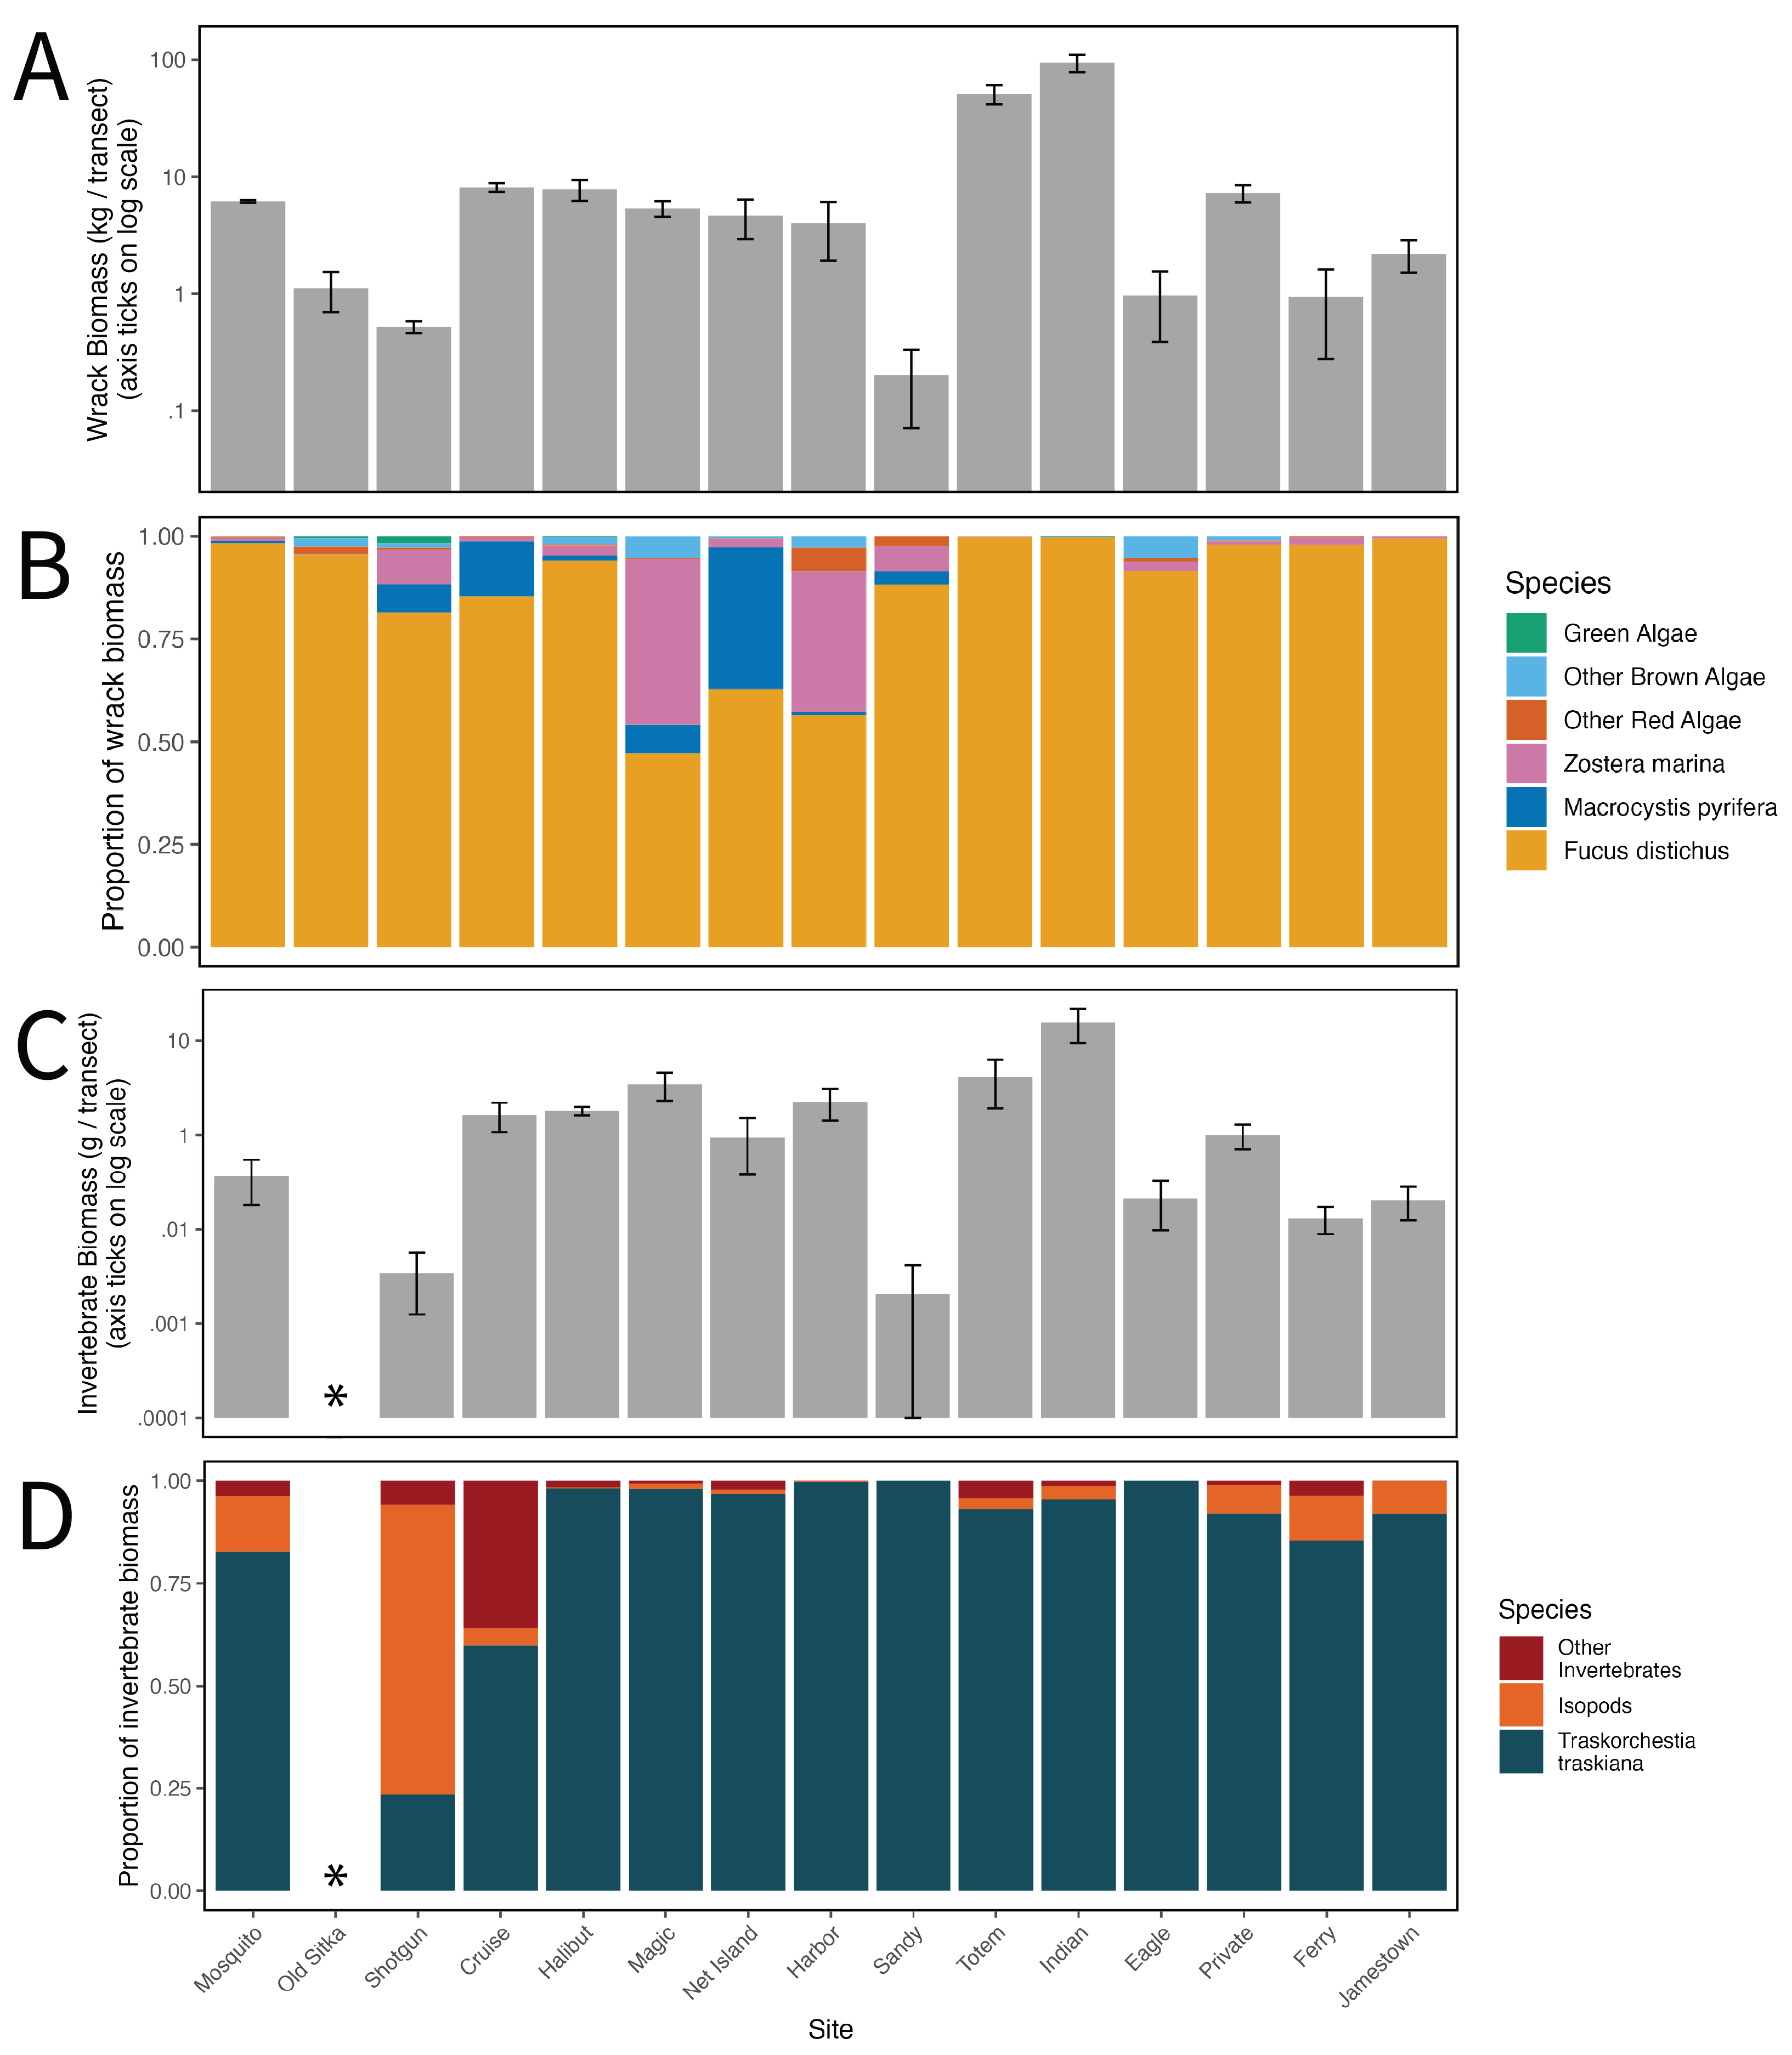 A
Wrack Biomass (kg / transect)
(axis ticks on log scale)
100
10
1
.1
B
Proportion of wrack biomass
1.00
0.75
0.50
0.25
0.00
Species
Green Algae
Other Brown Algae
Other Red Algae
Zostera marina
Macrocystis pyrifera
Fucus distichus
C
Invertebrate Biomass (g / transect)
(axis ticks on log scale)
10
1
.01
.001
.0001
*
D
Proportion of invertebrate biomass
1.00
0.75
0.50
0.25
0.00
*
Species
Other
Invertebrates
Isopods
Traskorchestia
traskiana
Mosquito
Old Sitka
Shotgun
Cruise
Halibut
Magic
Net Island
Harbor
Sandy
Totem
Indian
Eagle
Private
Ferry
Jamestown
Site